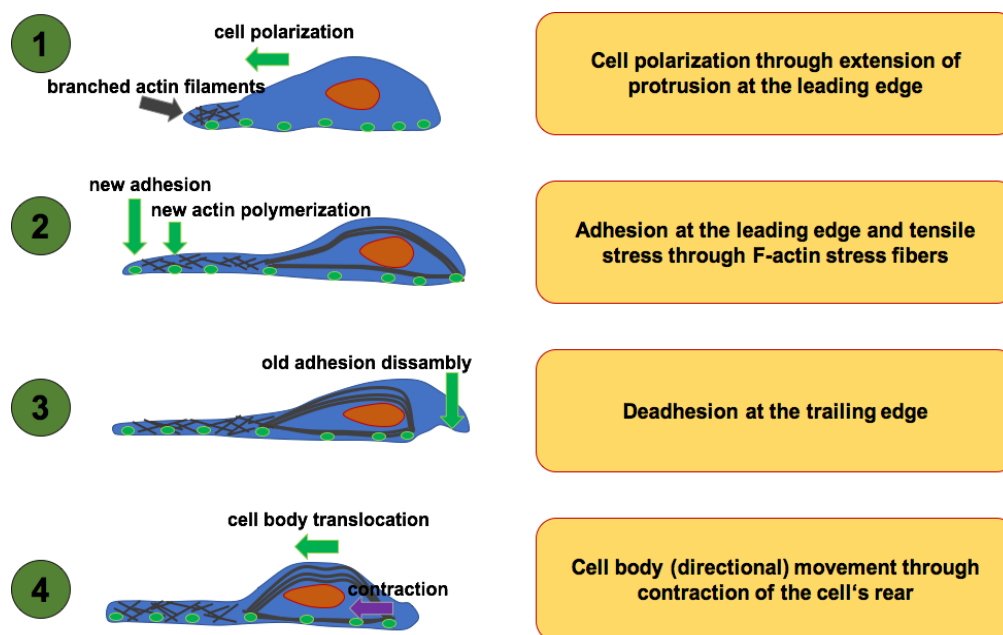 1
cell polarization
branched actin filaments
Cell polarization through extension of
protrusion at the leading edge
2
new adhesion
new actin polymerization
Adhesion at the leading edge and tensile
stress through F-actin stress fibers
3
old adhesion dissambly
Deadhesion at the trailing edge
4
cell body translocation
contraction
Cell body (directional) movement through
contraction of the cell‘s rear